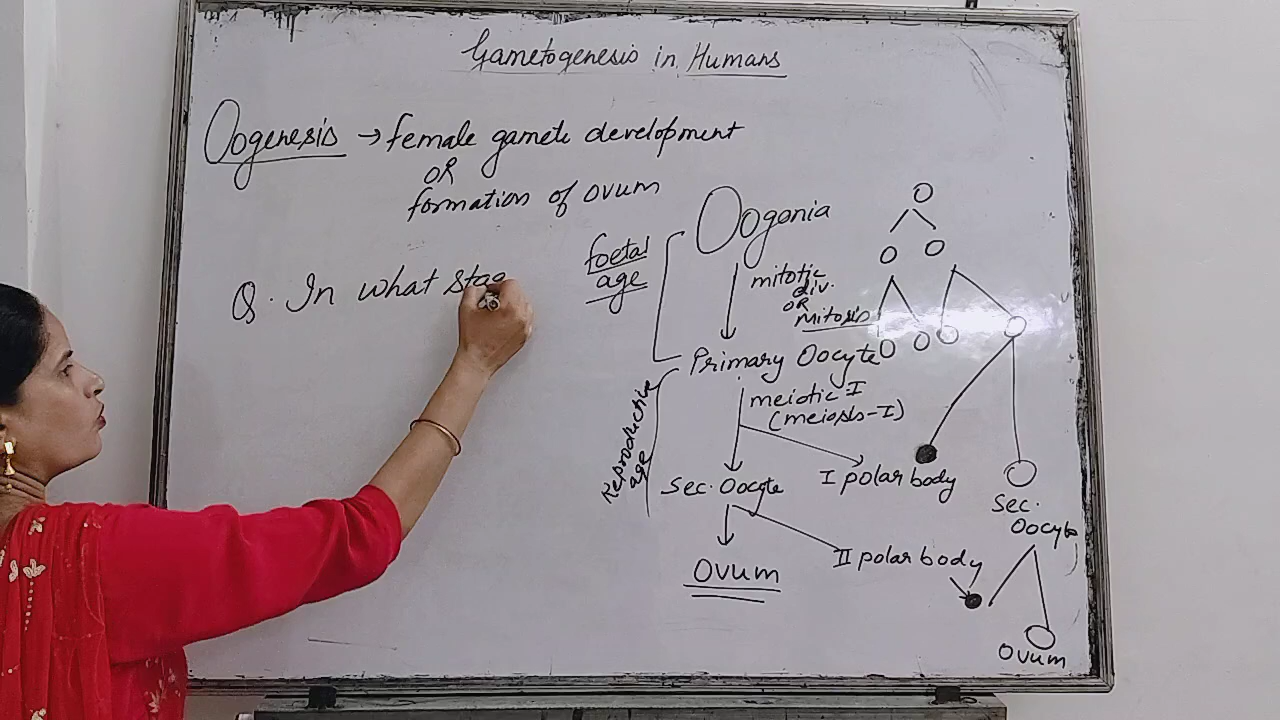 Gametogenesis in Humans
Oogenesis → female gamete development
OR
formation of ovum
Q. In what stag
foetal
age
Oogonia
mitotic
div.
OR
mitosis
Primary Oocyte
Reproductive
age
meiotic-I
(meiosis-I)
I polar body
Sec. Oocyte
II polar body
Ovum
Sec.
Oocyte
Ovum